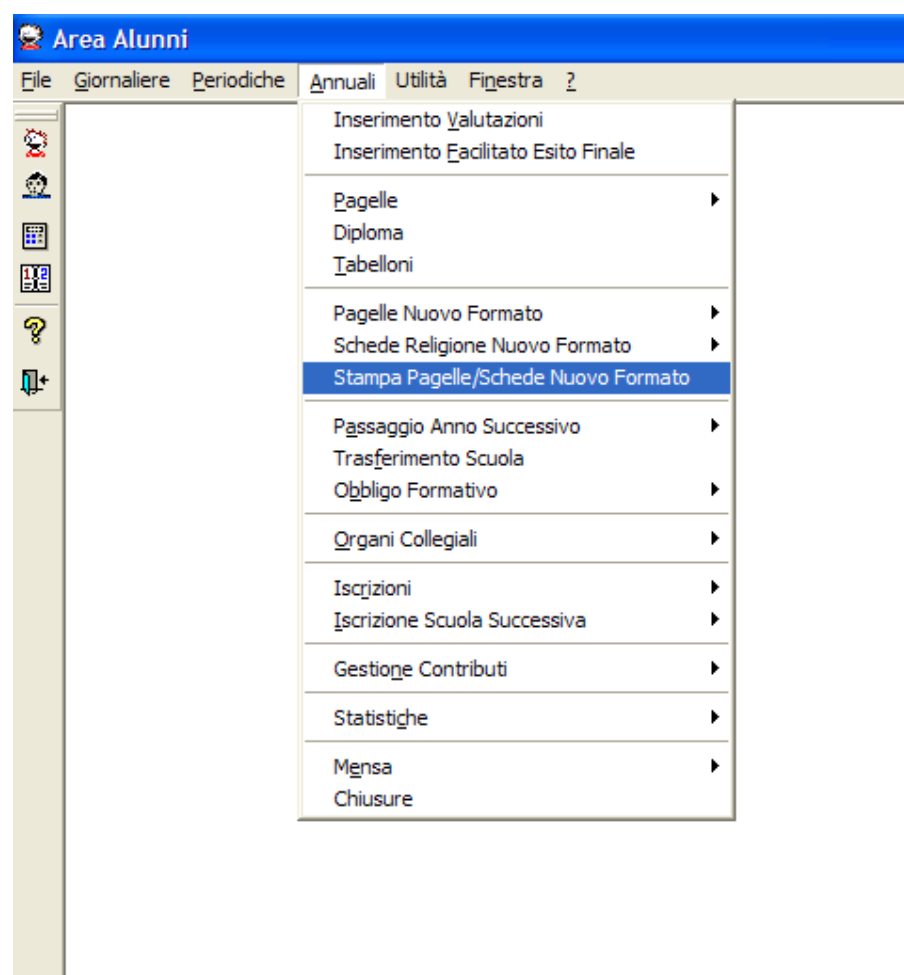 Area Alunni
File Giornaliere Periodiche Annuali Utilità Finestra ?
Inserimento Valutazioni
Inserimento Facilitato Esito Finale
Pagelle
Diploma
Tabelloni
Pagelle Nuovo Formato
Schede Religione Nuovo Formato
Stampa Pagelle/Schede Nuovo Formato
Passaggio Anno Successivo
Trasferimento Scuola
Obbligo Formativo
Organi Collegiali
Iscrizioni
Iscrizione Scuola Successiva
Gestione Contributi
Statistiche
Mensa
Chiusure